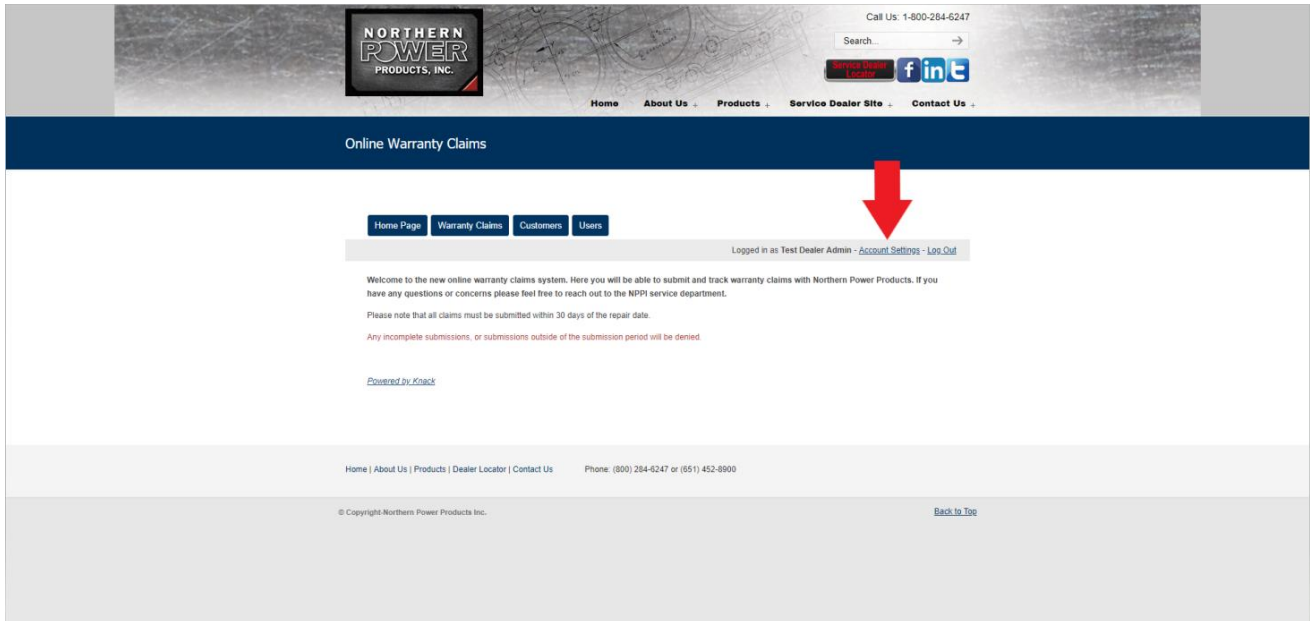 NORTHERN
POWER
PRODUCTS, INC.
Call Us: 1-800-284-6247
Search...
Service Dealer
Locator
Home About Us + Products + Service Dealer Site + Contact Us +
Online Warranty Claims
Home Page Warranty Claims Customers Users
Logged in as Test Dealer Admin - Account Settings - Log Out
Welcome to the new online warranty claims system. Here you will be able to submit and track warranty claims with Northern Power Products. If you
have any questions or concerns please feel free to reach out to the NPPI service department.
Please note that all claims must be submitted within 30 days of the repair date.
Any incomplete submissions, or submissions outside of the submission period will be denied.
Powered by Knack
Home | About Us | Products | Dealer Locator | Contact Us Phone: (800) 284-6247 or (651) 452-8900
© Copyright-Northern Power Products Inc. Back to Top